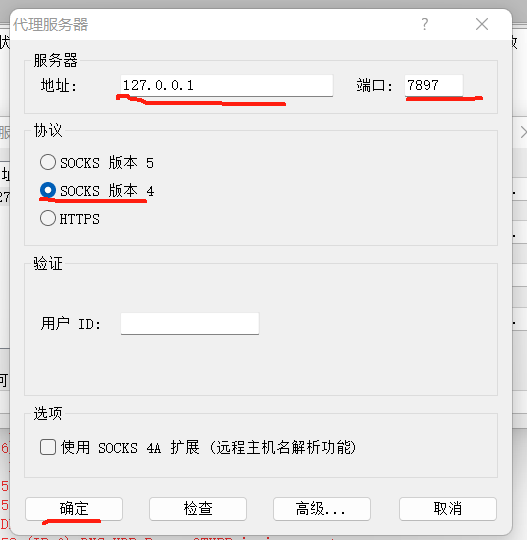 代理服务器
服务器
地址: 127.0.0.1 端口: 7897
协议
SOCKS 版本 5
SOCKS 版本 4
HTTPS
验证
用户 ID:
选项
使用 SOCKS 4A 扩展 (远程主机名解析功能)
确定 检查 高级... 取消